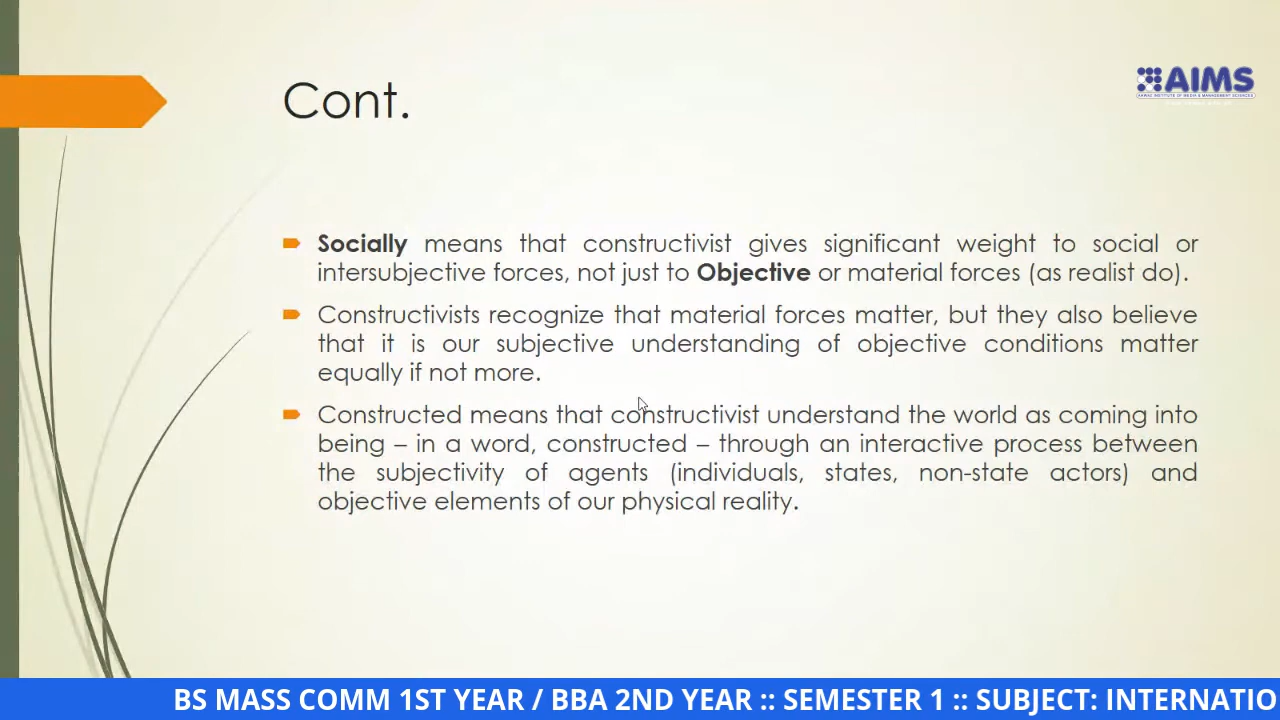 Cont.
AIMS
Socially means that constructivist gives significant weight to social or
intersubjective forces, not just to Objective or material forces (as realist do).
Constructivists recognize that material forces matter, but they also believe
that it is our subjective understanding of objective conditions matter
equally if not more.
Constructed means that constructivist understand the world as coming into
being – in a word, constructed – through an interactive process between
the subjectivity of agents (individuals, states, non-state actors) and
objective elements of our physical reality.
BS MASS COMM 1ST YEAR / BBA 2ND YEAR :: SEMESTER 1 :: SUBJECT: INTERNATIO